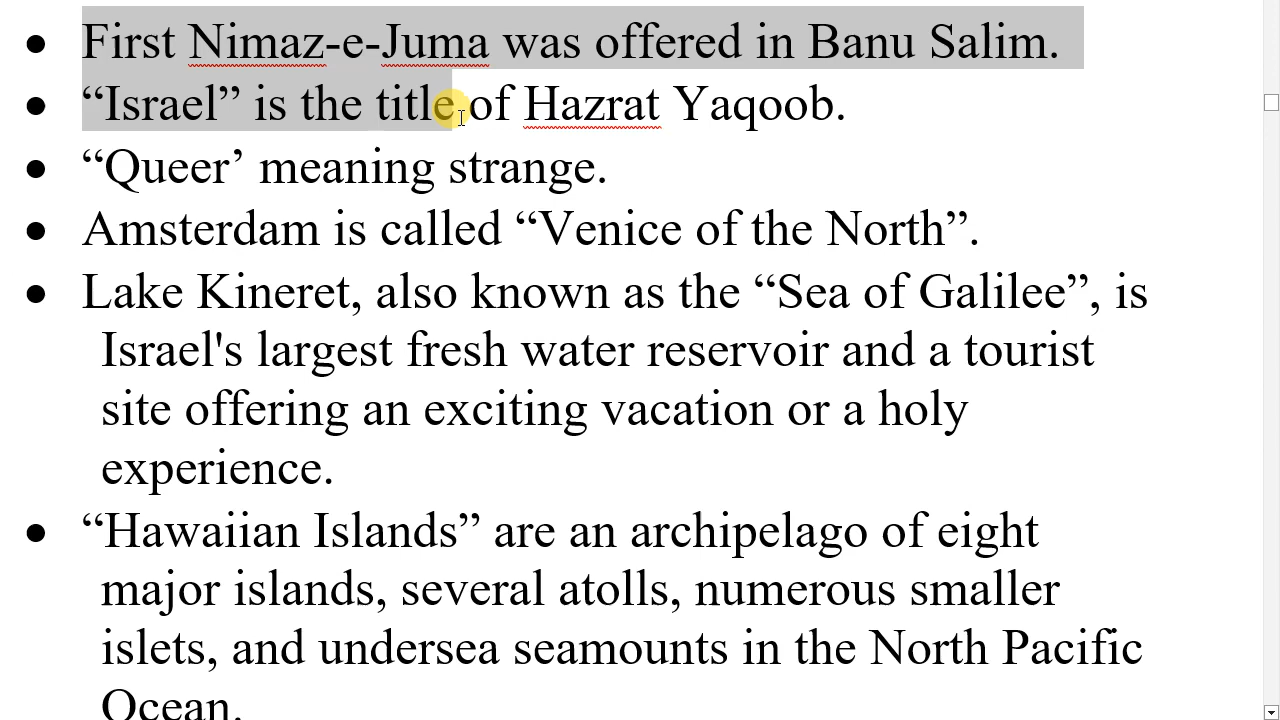 • First Nimaz-e-Juma was offered in Banu Salim.
• “Israel” is the title of Hazrat Yaqoob.
• “Queer’ meaning strange.
• Amsterdam is called “Venice of the North”.
• Lake Kineret, also known as the “Sea of Galilee”, is
Israel's largest fresh water reservoir and a tourist
site offering an exciting vacation or a holy
experience.
• “Hawaiian Islands” are an archipelago of eight
major islands, several atolls, numerous smaller
islets, and undersea seamounts in the North Pacific
Ocean.